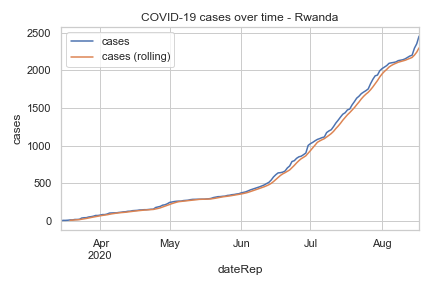 COVID-19 cases over time - Rwanda
cases
cases (rolling)
2500
2000
1500
1000
500
0
cases
Apr
2020
May
Jun
Jul
Aug
dateRep